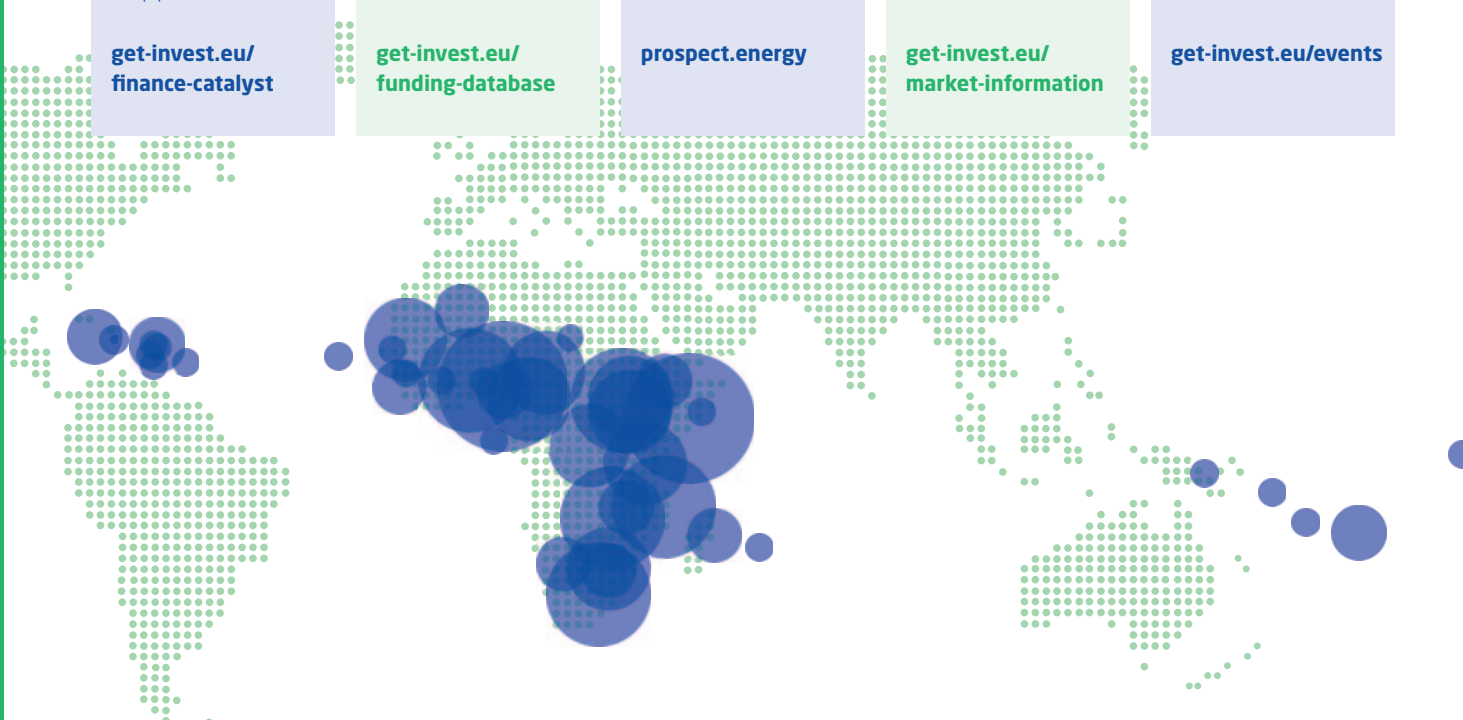 get-invest.eu/
finance-catalyst
get-invest.eu/
funding-database
prospect.energy
get-invest.eu/
market-information
get-invest.eu/events